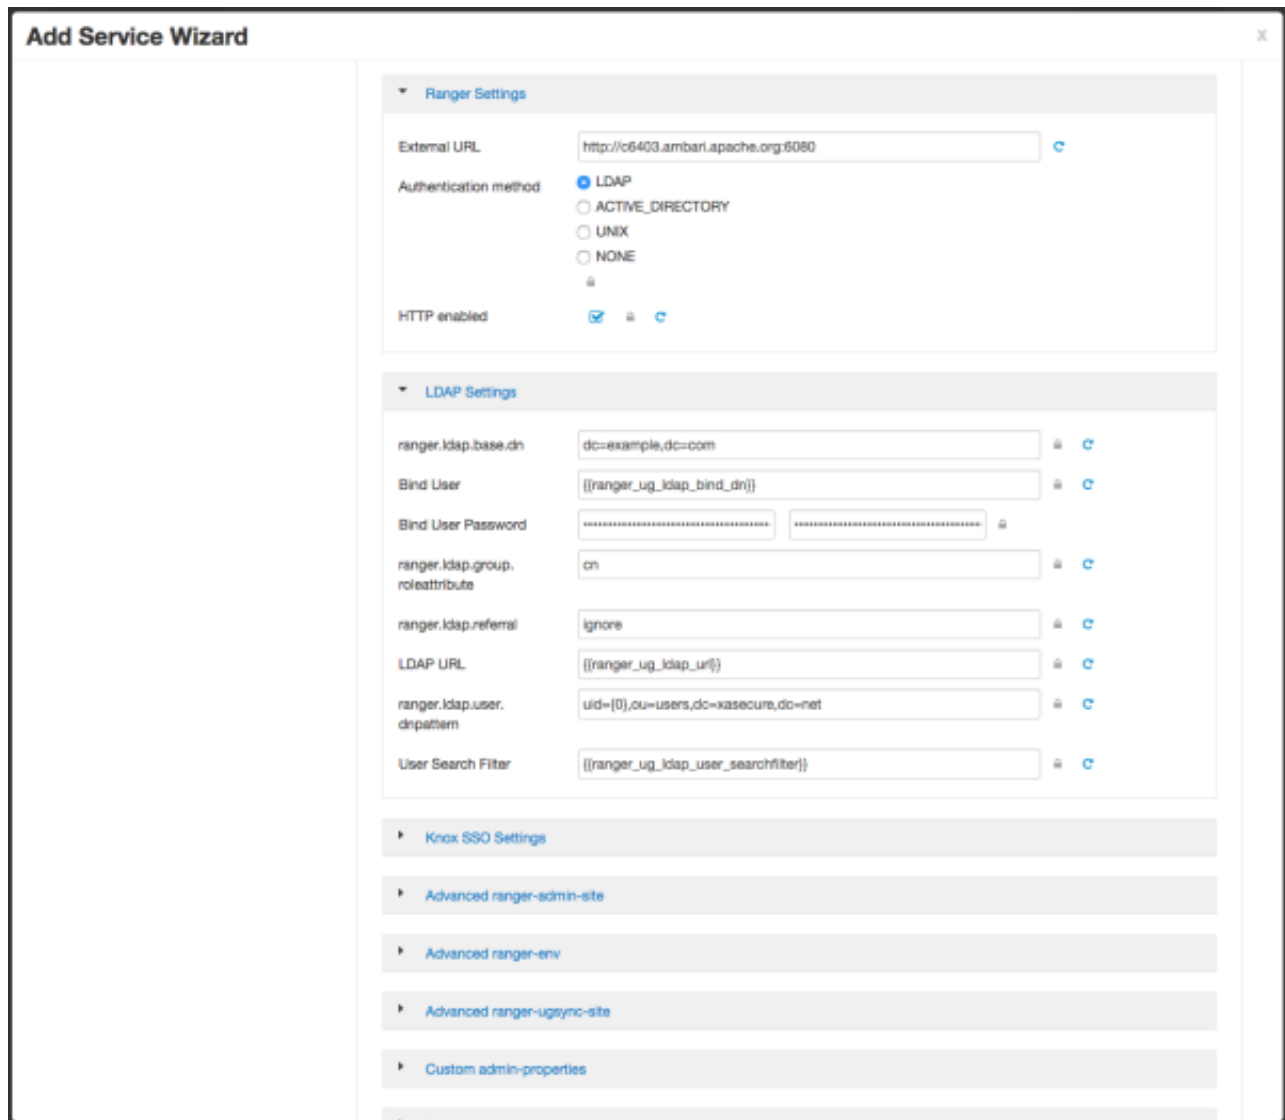 Add Service Wizard
X
Ranger Settings
External URL
http://c6403.ambari.apache.org:6080
Authentication method
LDAP
ACTIVE_DIRECTORY
UNIX
NONE
HTTP enabled
LDAP Settings
ranger.ldap.base.dn
dc=example,dc=com
Bind User
{{ranger_ug_ldap_bind_dn}}
Bind User Password
ranger.ldap.group.
roleattribute
cn
ranger.ldap.referral
ignore
LDAP URL
{{ranger_ug_ldap_url}}
ranger.ldap.user.
dnpattern
uid={0},ou=users,dc=xasecure,dc=net
User Search Filter
{{ranger_ug_ldap_user_searchfilter}}
Knox SSO Settings
Advanced ranger-admin-site
Advanced ranger-env
Advanced ranger-ugsync-site
Custom admin-properties